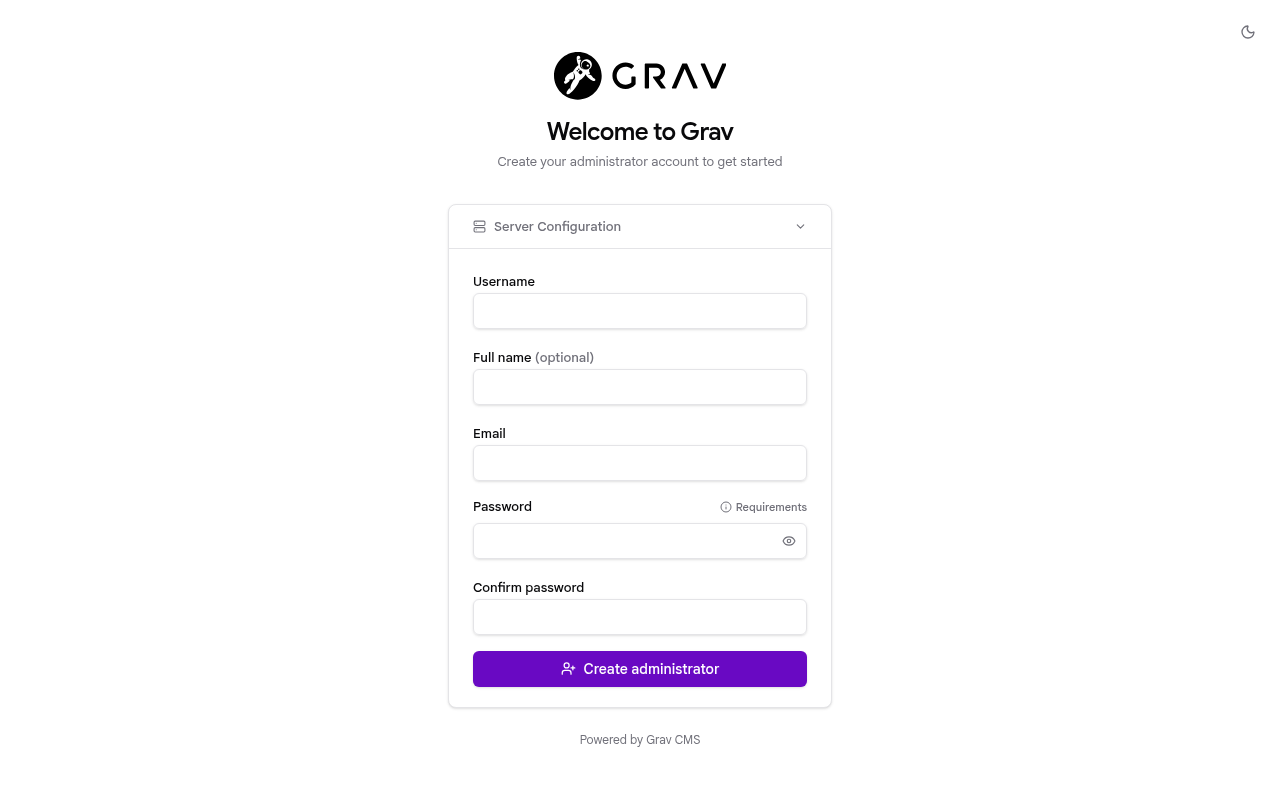 GRAV
Welcome to Grav
Create your administrator account to get started
Server Configuration
Username
Full name (optional)
Email
Password
Requirements
Confirm password
Create administrator
Powered by Grav CMS